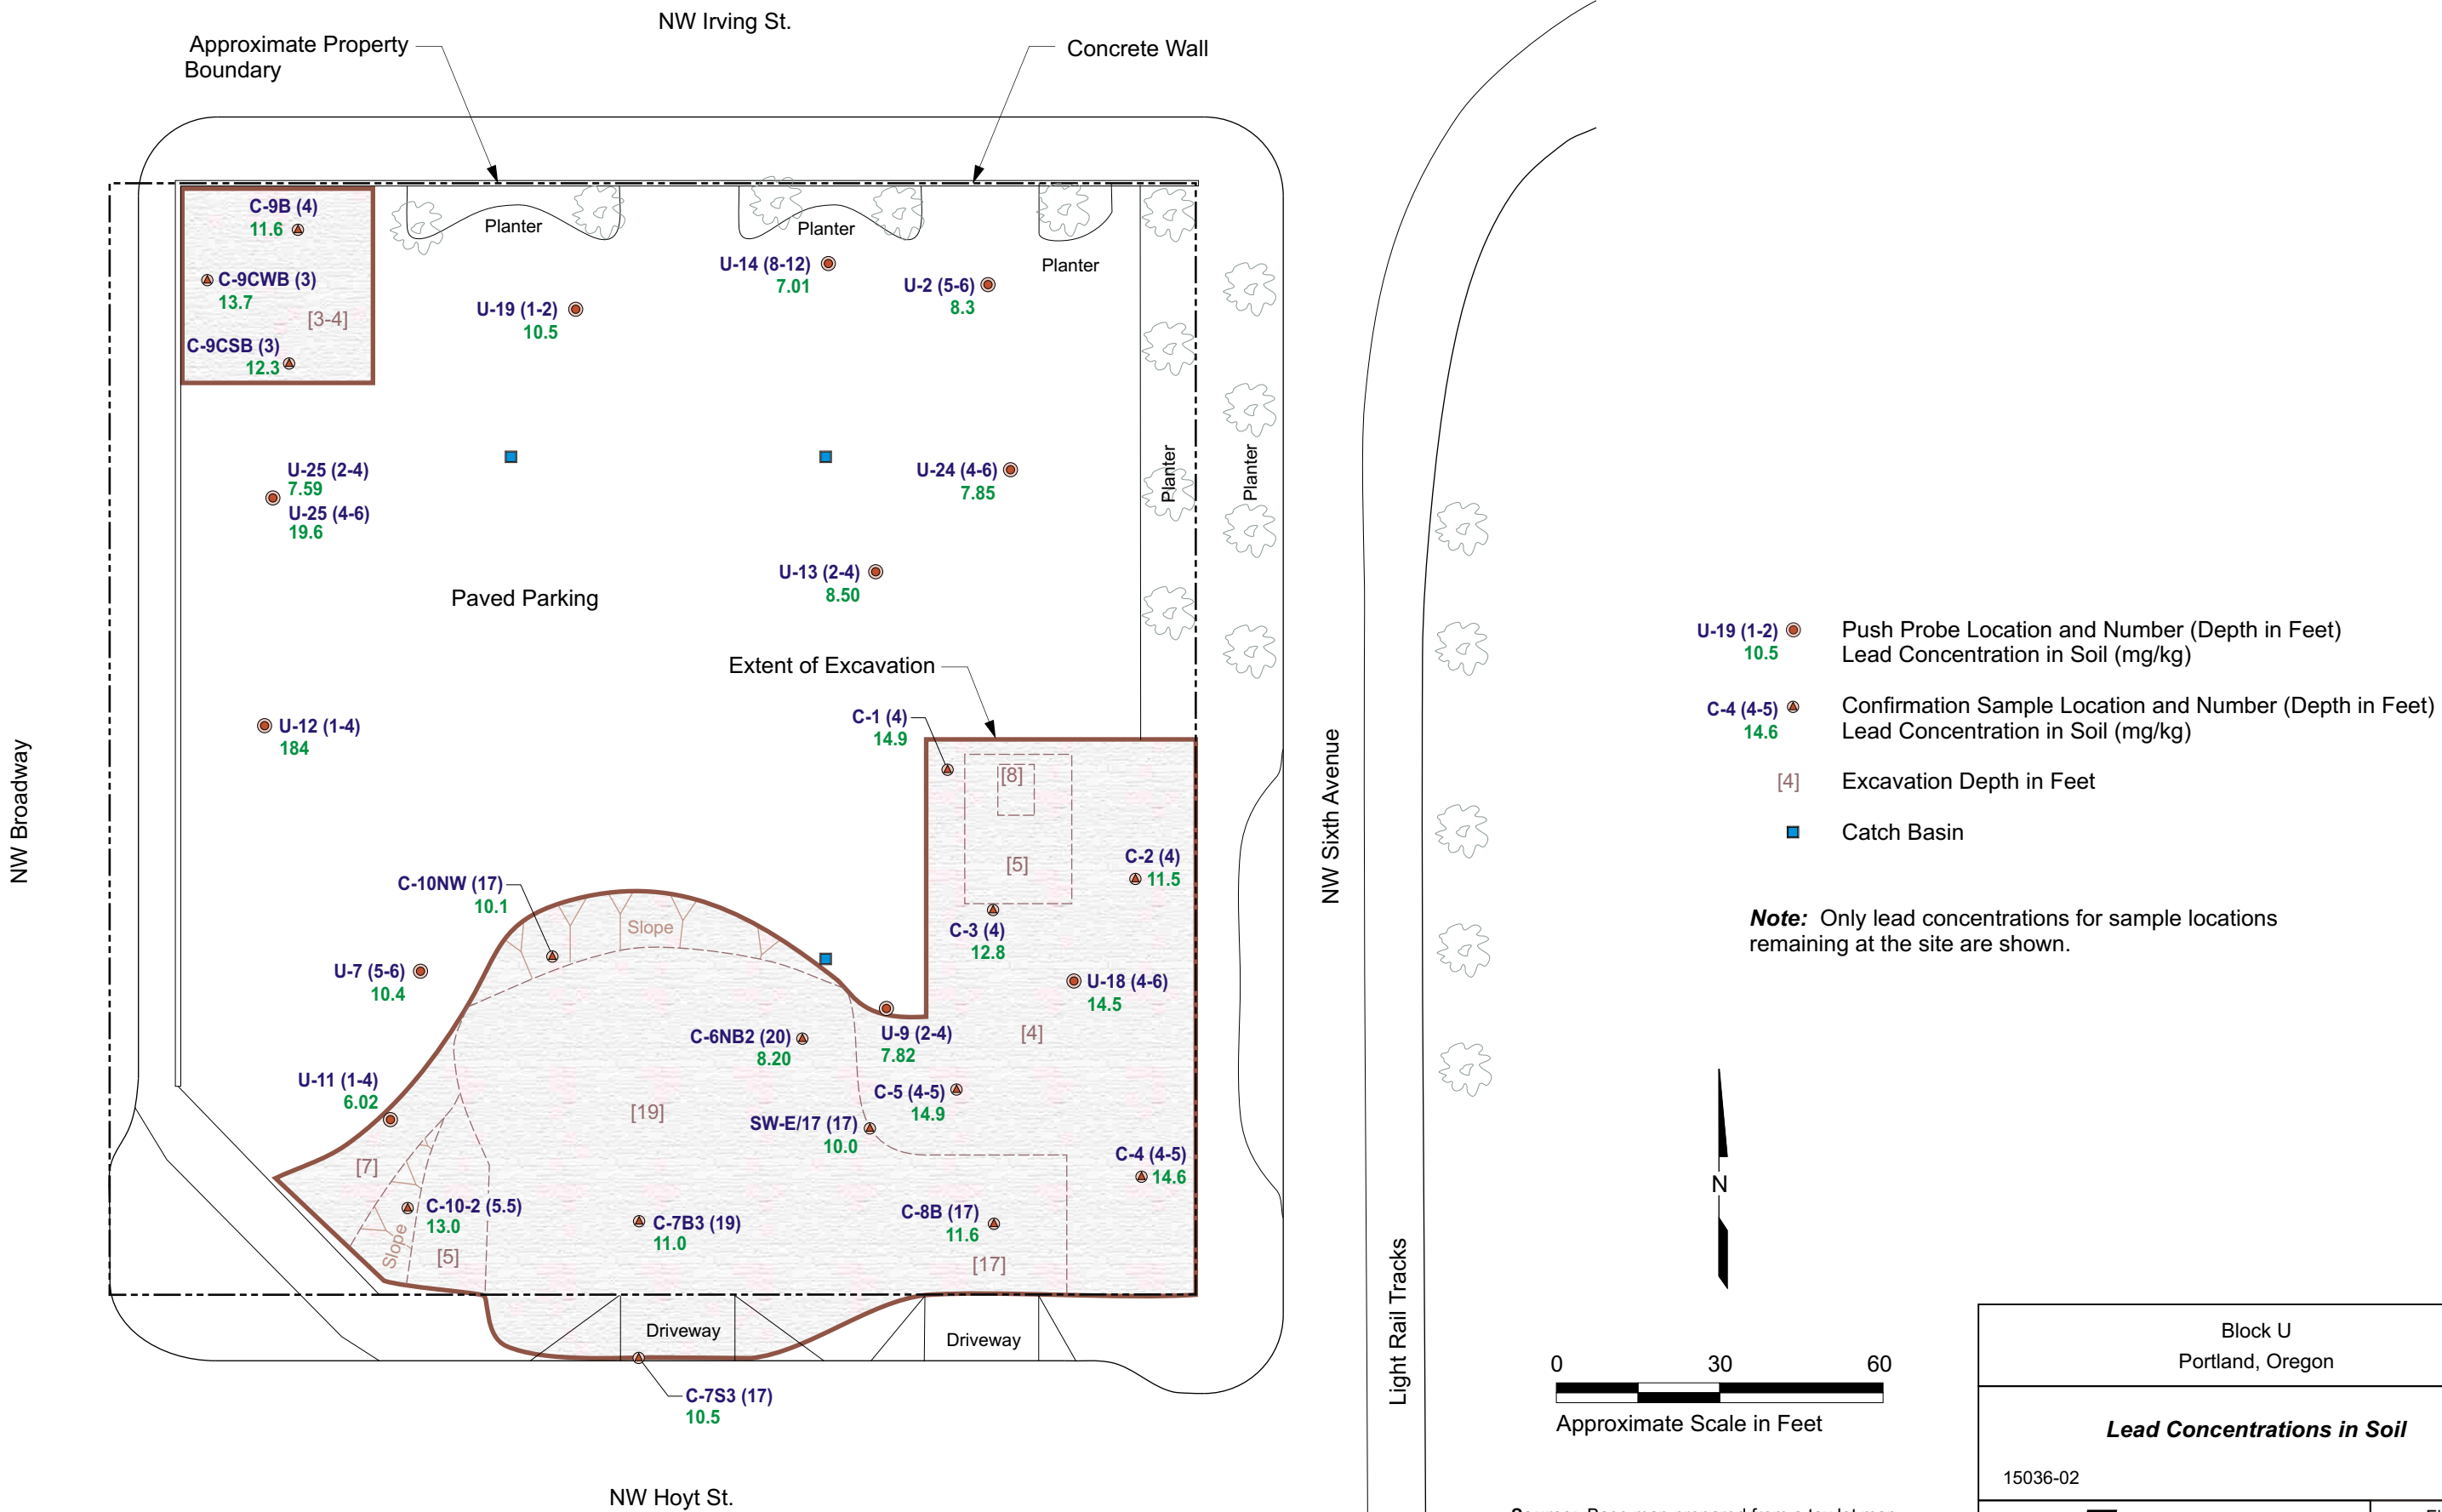 NW Irving St.
Approximate Property
Boundary
Concrete Wall
C-9B (4)
11.6
C-9CWB (3)
13.7
[3-4]
C-9CSB (3)
12.3
Planter
Planter
Planter
U-19 (1-2)
10.5
U-14 (8-12)
7.01
U-2 (5-6)
8.3
U-25 (2-4)
7.59
U-25 (4-6)
19.6
U-24 (4-6)
7.85
Planter
Planter
U-13 (2-4)
8.50
Paved Parking
Extent of Excavation
U-12 (1-4)
184
C-1 (4)
14.9
[8]
[5]
C-2 (4)
11.5
C-3 (4)
12.8
C-10NW (17)
10.1
Slope
U-7 (5-6)
10.4
U-18 (4-6)
14.5
[4]
C-6NB2 (20)
8.20
U-9 (2-4)
7.82
U-11 (1-4)
6.02
[19]
C-5 (4-5)
14.9
SW-E/17 (17)
10.0
[7]
C-4 (4-5)
14.6
C-10-2 (5.5)
13.0
Slope
[5]
C-7B3 (19)
11.0
C-8B (17)
11.6
[17]
Driveway
Driveway
C-7S3 (17)
10.5
NW Hoyt St.
NW Broadway
NW Sixth Avenue
Light Rail Tracks
U-19 (1-2)
10.5
Push Probe Location and Number (Depth in Feet)
Lead Concentration in Soil (mg/kg)
C-4 (4-5)
14.6
Confirmation Sample Location and Number (Depth in Feet)
Lead Concentration in Soil (mg/kg)
[4]
Excavation Depth in Feet
Catch Basin
Note: Only lead concentrations for sample locations
remaining at the site are shown.
N
0 30 60
Approximate Scale in Feet
Block U
Portland, Oregon
Lead Concentrations in Soil
15036-02